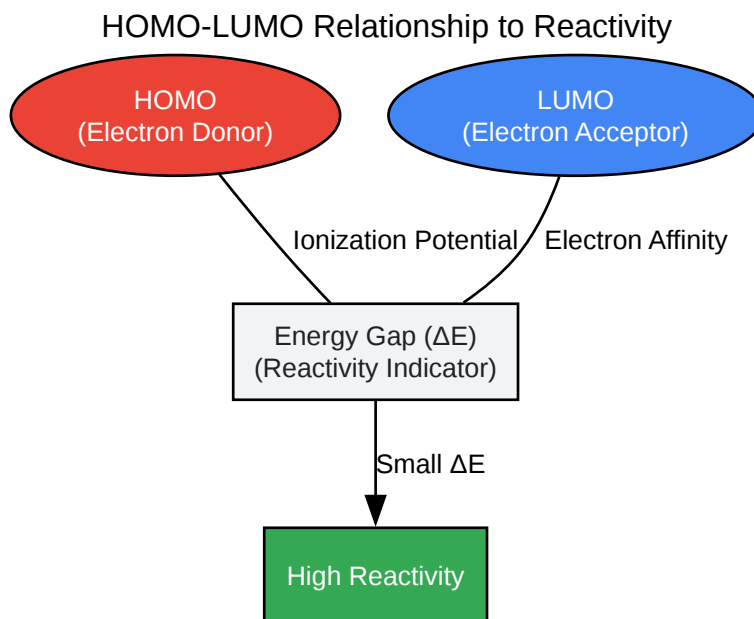 HOMO-LUMO Relationship to Reactivity
HOMO
(Electron Donor)
LUMO
(Electron Acceptor)
Ionization Potential
Electron Affinity
Energy Gap (ΔE)
(Reactivity Indicator)
Small ΔE
High Reactivity